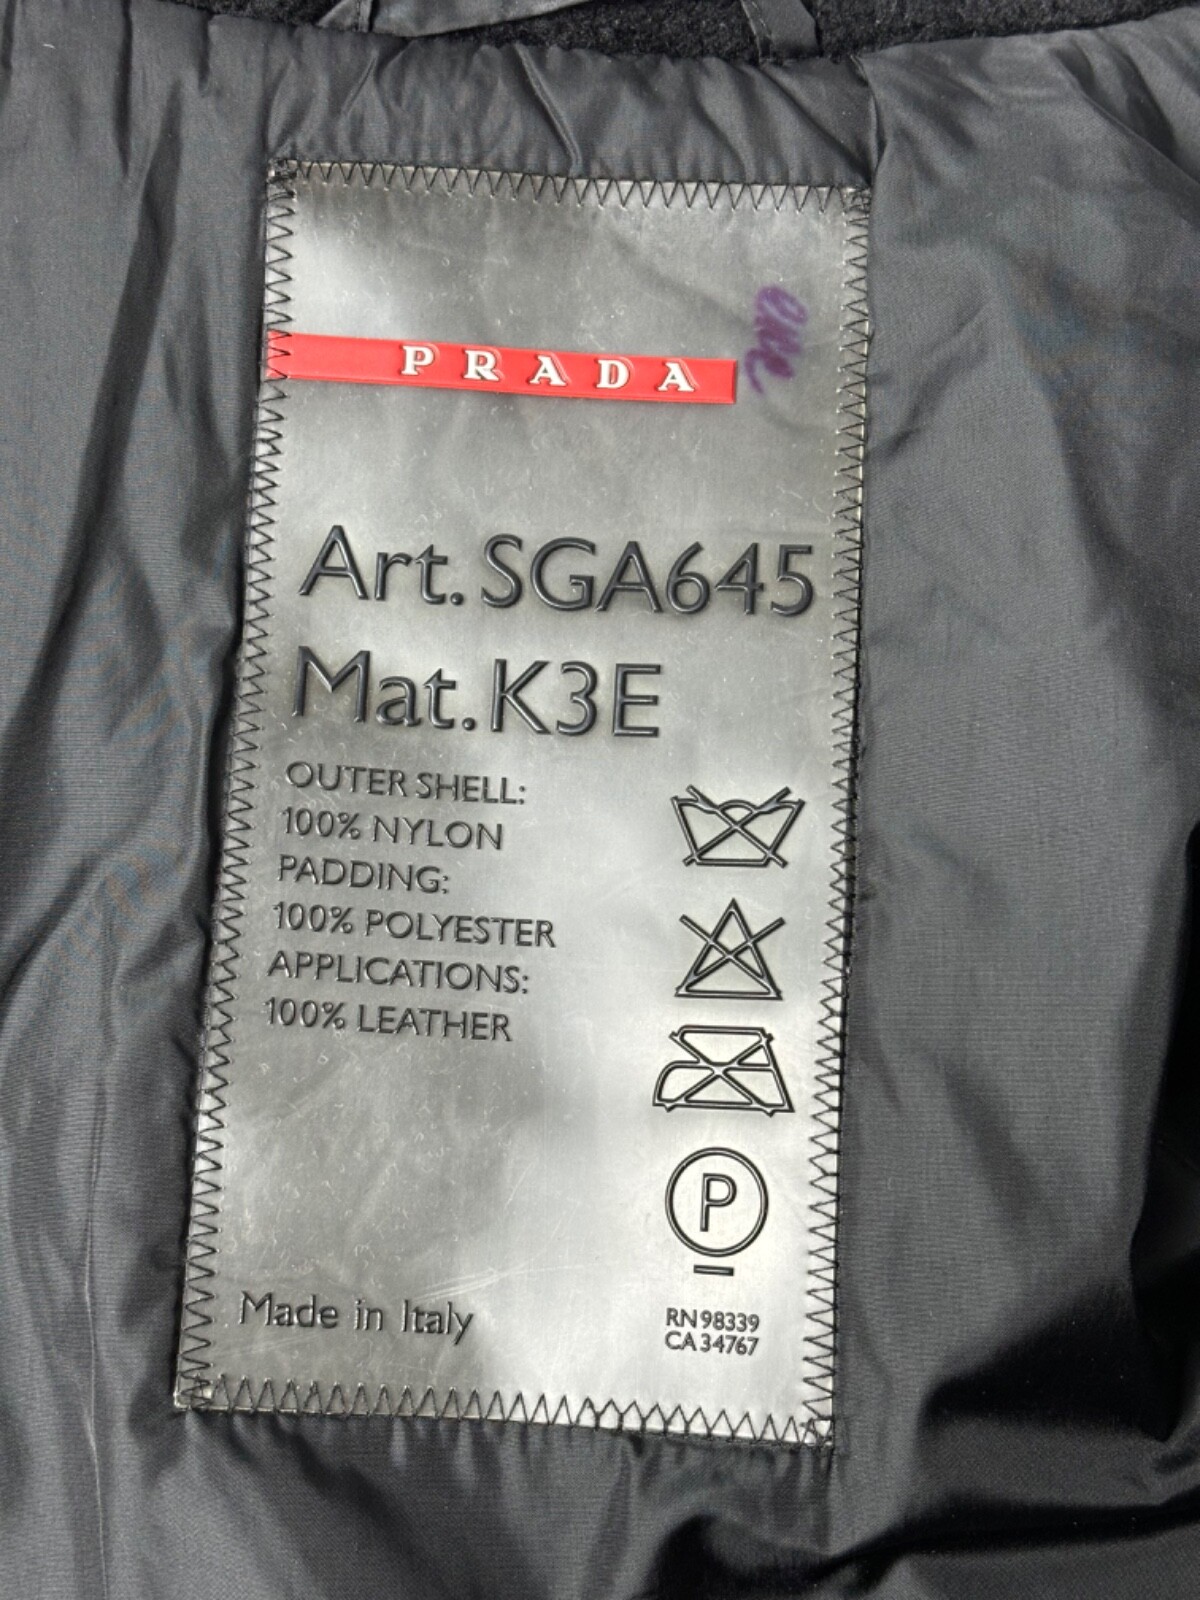 PRADA
Art. SGA645
Mat. K3E
OUTER SHELL:
100% NYLON
PADDING:
100% POLYESTER
APPLICATIONS:
100% LEATHER
P
Made in Italy
RN 98339
CA 34767